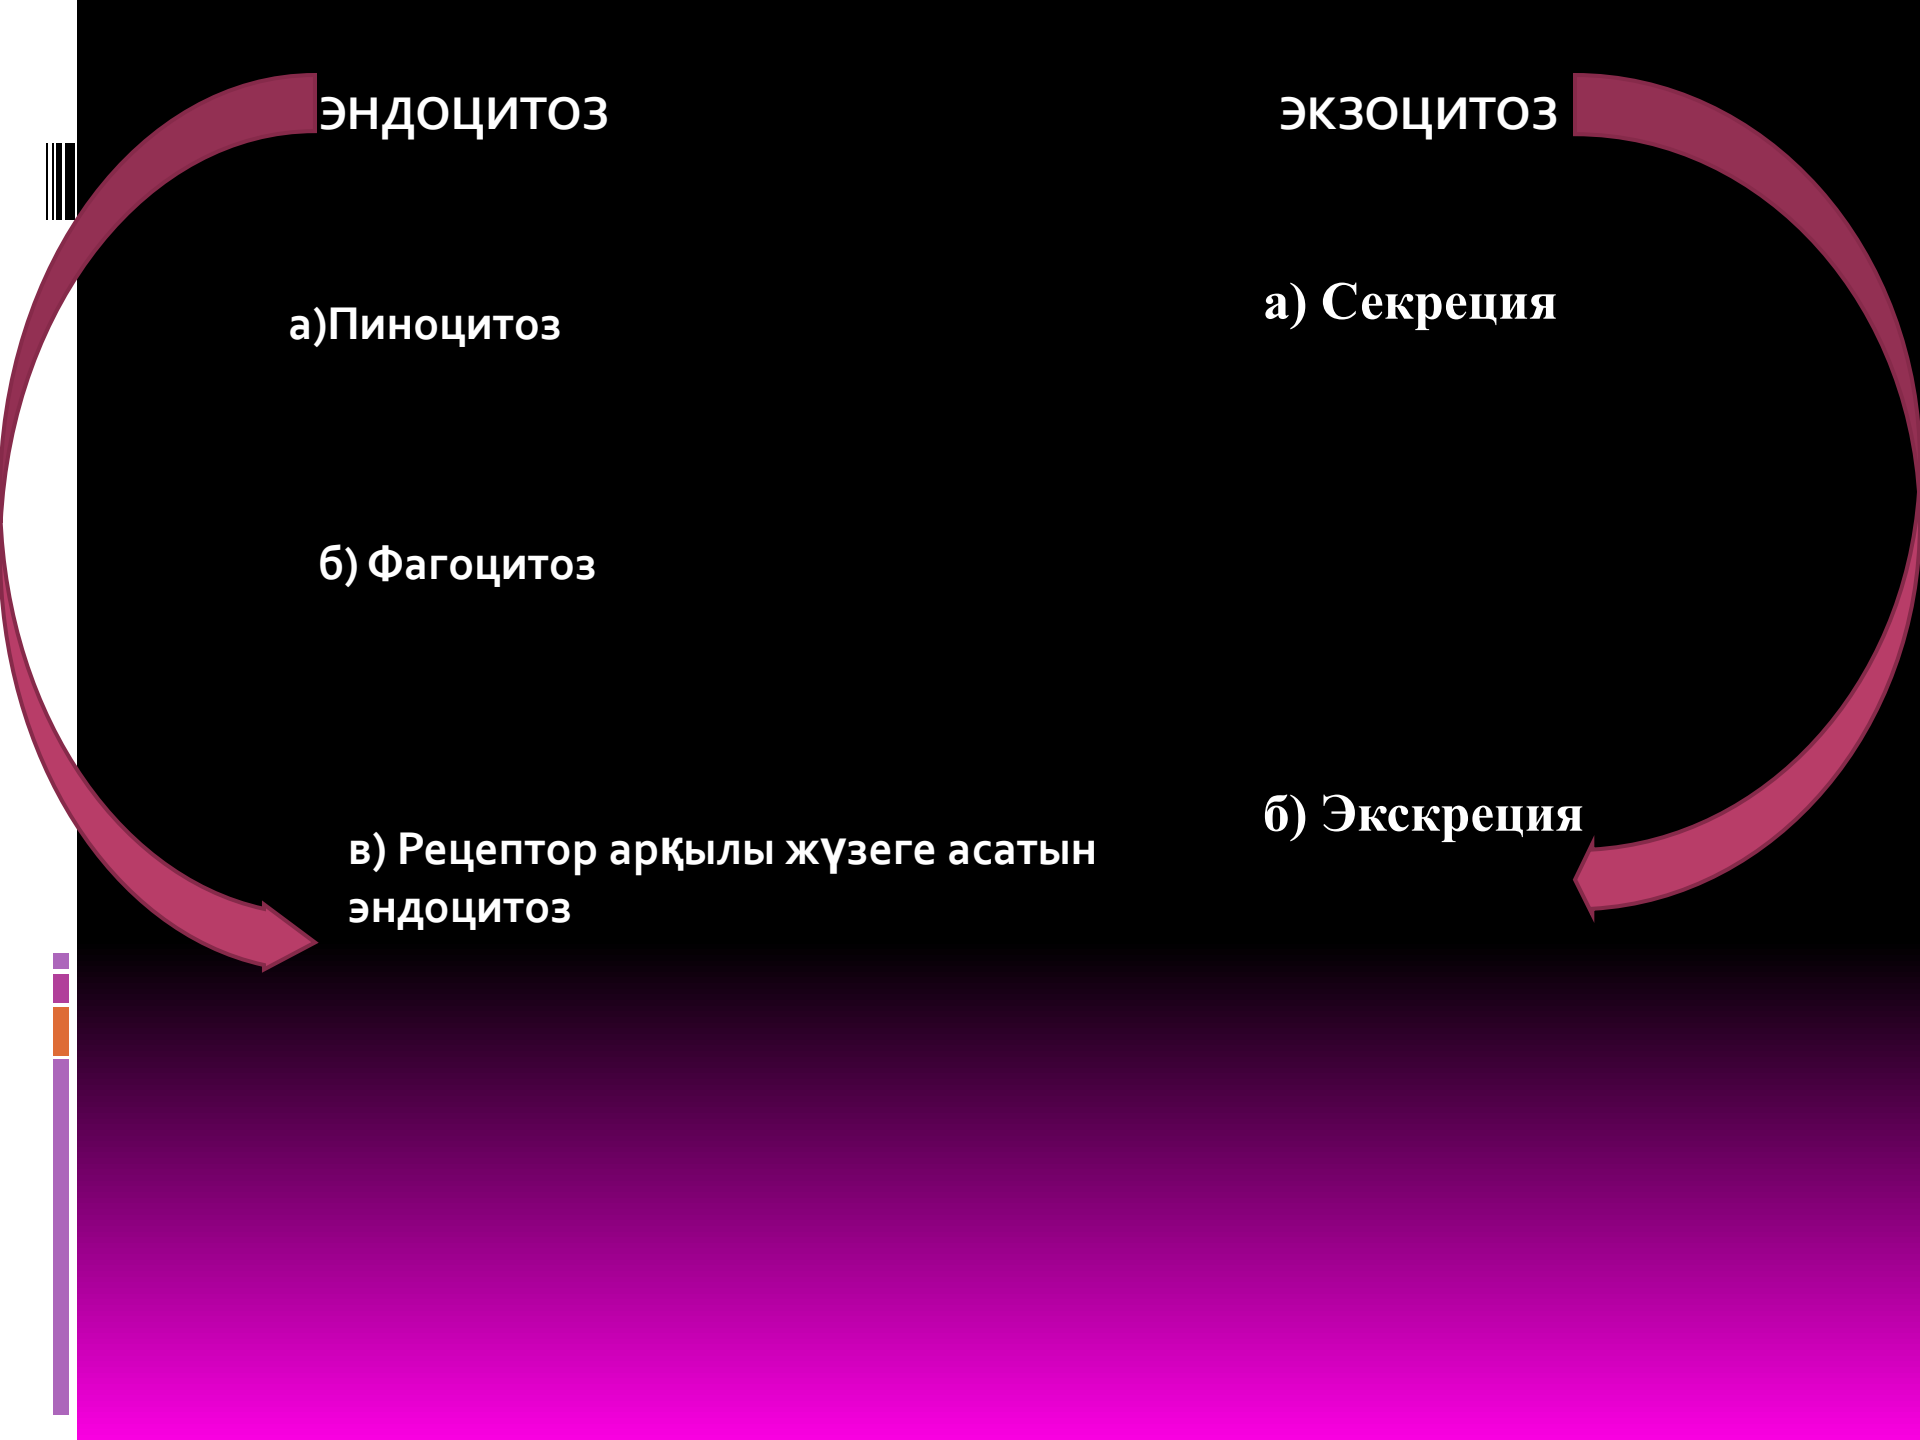 ЭНДОЦИТОЗ
а)Пиноцитоз
б) Фагоцитоз
в) Рецептор арқылы жүзеге асатын
эндоцитоз
ЭКЗОЦИТОЗ
а) Секреция
б) Экскреция